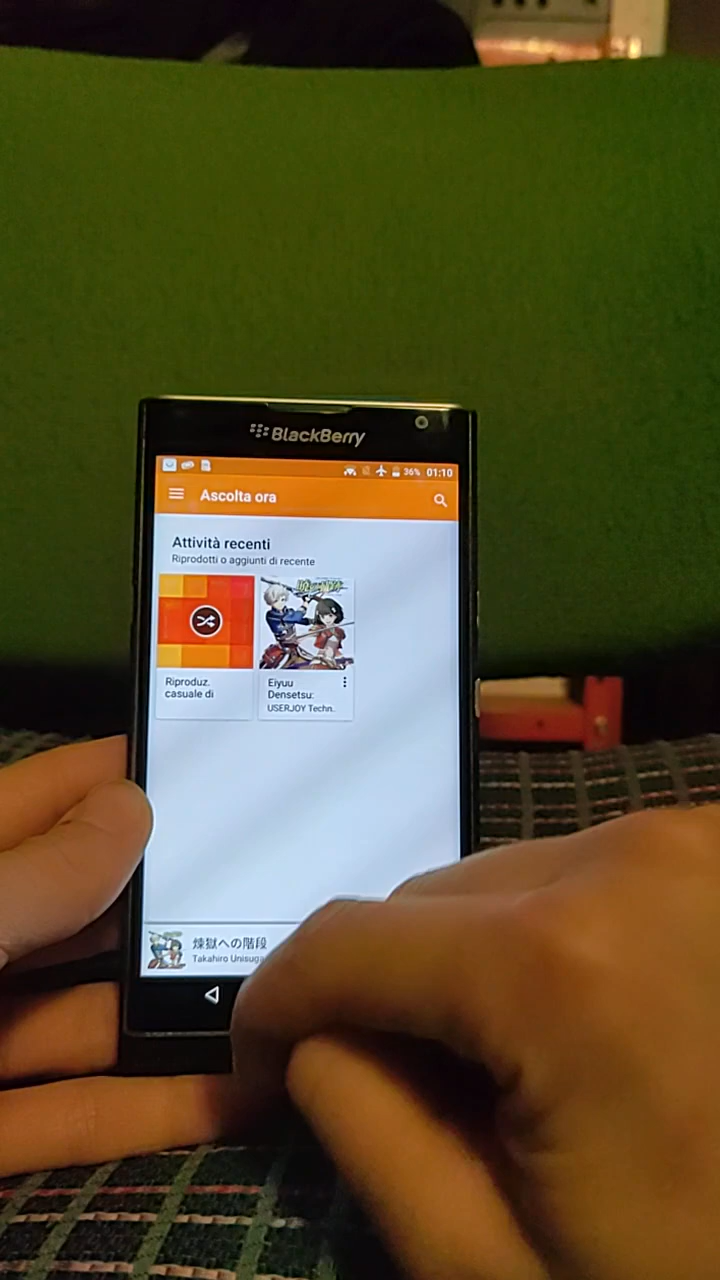 BlackBerry
36% 01:10
Ascolta ora
Attività recenti
Riprodotti o aggiunti di recente
Riproduz.
casuale di
Eiyuu
Densetsu:
USERJOY Techn..
煉獄への階段
Takahiro Unisuga